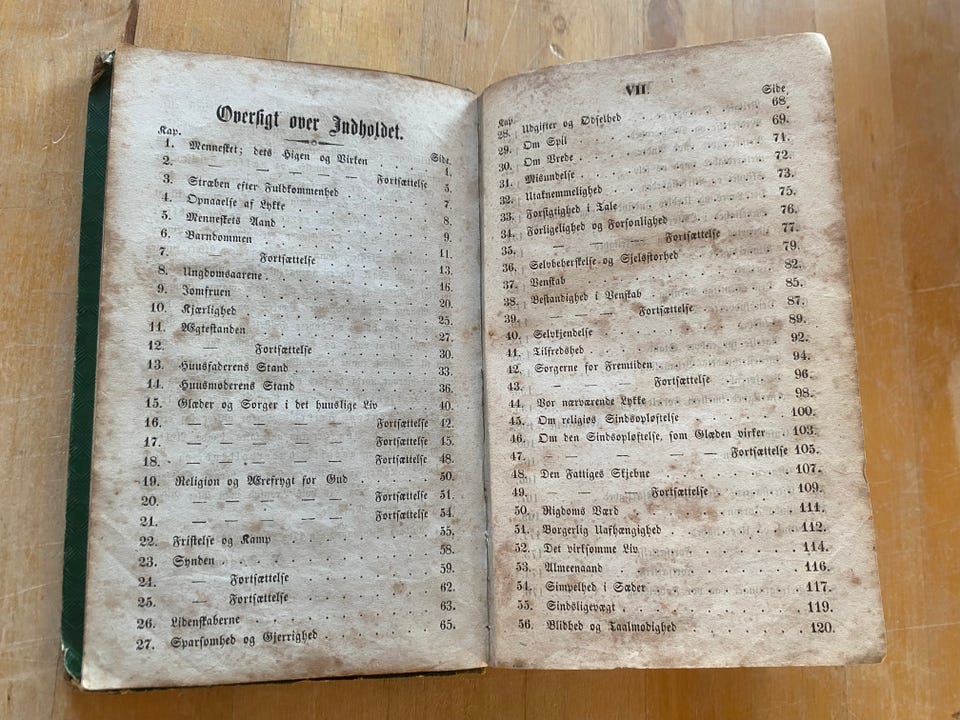 Oversigt over Indholdet.
Kap. Side.
1. Mennesket; dets Higen og Virken . . . . 1.
2. — — — — Fortsættelse 5.
3. Stræben efter Fuldkommenhed . . . . 7.
4. Opnaaelse af Lykke . . . . 8.
5. Menneskets Aand . . . . 9.
6. Barndommen . . . . 11.
7. — Fortsættelse . . . . 13.
8. Ungdomsaarene . . . . 16.
9. Jomfruen . . . . 20.
10. Kjærlighed . . . . 25.
11. Ægtestanden . . . . 27.
12. — Fortsættelse . . . . 30.
13. Huusfaderens Stand . . . . 33.
14. Huusmoderens Stand . . . . 36.
15. Glæder og Sorger i det huuslige Liv . . . . 40.
16. — — — — — — — Fortsættelse 42.
17. — — — — — — — Fortsættelse 45.
18. — — — — — — — Fortsættelse 48.
19. Religion og Ærefrygt for Gud . . . . 50.
20. — — — — — Fortsættelse 51.
21. — — — — — Fortsættelse 54.
22. Fristelse og Kamp . . . . 55.
23. Synden . . . . 58.
24. — Fortsættelse . . . . 59.
25. — Fortsættelse . . . . 62.
26. Lidenskaberne . . . . 63.
27. Sparsomhed og Gjerrighed . . . . 65.
VII.
Kap. Side.
28. Udgifter og Ødselhed . . . . 68.
29. Om Spil . . . . 69.
30. Om Vrede . . . . 71.
31. Misundelse . . . . 72.
32. Utaknemmelighed . . . . 73.
33. Forsigtighed i Tale . . . . 75.
34. Forligelighed og Forsonlighed . . . . 76.
35. — — — Fortsættelse 77.
36. Selvbeherskelse og Sjelsstorhed . . . . 79.
37. Venskab . . . . 82.
38. Bestandighed i Venskab . . . . 85.
39. — — — Fortsættelse . . . . 87.
40. Selvkjendelse . . . . 89.
41. Tilfredshed . . . . 92.
42. Sorgerne for Fremtiden . . . . 94.
43. — — — Fortsættelse . . . . 96.
44. Vor nærværende Lykke . . . . 98.
45. Om religiøs Sindsopløftelse . . . . 100.
46. Om den Sindsopløftelse, som Glæden virker . . 103.
47. — — — — — Fortsættelse 105.
48. Den Fattiges Skjebne . . . . 107.
49. — — — Fortsættelse . . . . 109.
50. Rigdoms Værd . . . . 111.
51. Borgerlig Uafhængighed . . . . 112.
52. Det virksomme Liv . . . . 114.
53. Almeenaand . . . . 116.
54. Simpelhed i Sæder . . . . 117.
55. Sindsligevægt . . . . 119.
56. Blidhed og Taalmodighed . . . . 120.